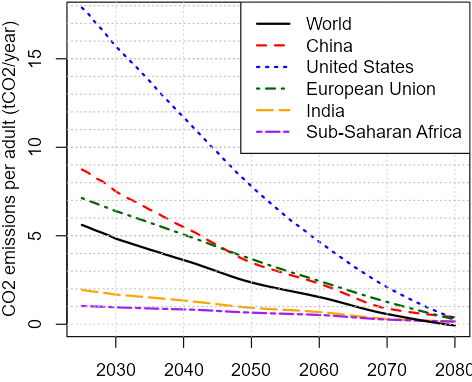 CO2 emissions per adult (tCO2/year)
15
10
5
0
World
China
United States
European Union
India
Sub-Saharan Africa
2030 2040 2050 2060 2070 2080